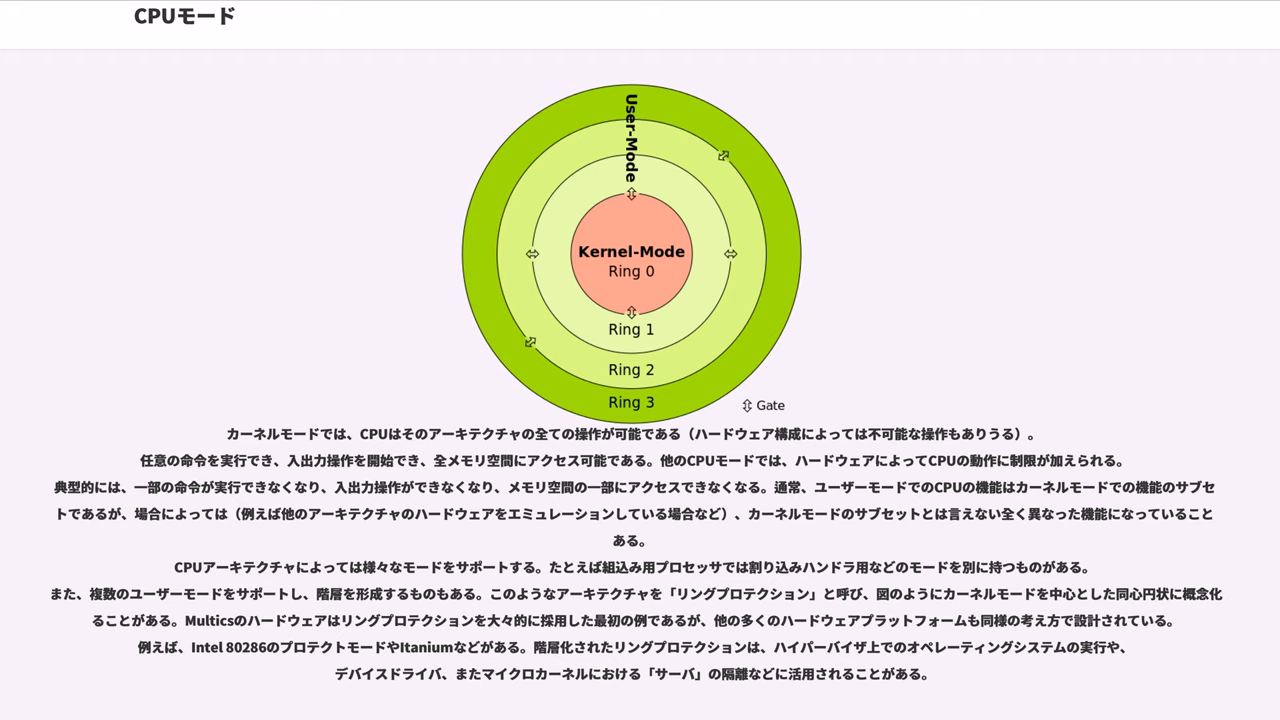 CPUモード
User-Mode
Kernel-Mode
Ring 0
Ring 1
Ring 2
Ring 3
Gate
カーネルモードでは、CPUはそのアーキテクチャの全ての操作が可能である（ハードウェア構成によっては不可能な操作もありうる）。
任意の命令を実行でき、入出力操作を開始でき、全メモリ空間にアクセス可能である。他のCPUモードでは、ハードウェアによってCPUの動作に制限が加えられる。
典型的には、一部の命令が実行できなくなり、入出力操作ができなくなり、メモリ空間の一部にアクセスできなくなる。通常、ユーザーモードでのCPUの機能はカーネルモードでの機能のサブセ
トであるが、場合によっては（例えば他のアーキテクチャのハードウェアをエミュレーションしている場合など）、カーネルモードのサブセットとは言えない全く異なった機能になっていること
ある。
CPUアーキテクチャによっては様々なモードをサポートする。たとえば組込み用プロセッサでは割り込みハンドラ用などのモードを別に持つものがある。
また、複数のユーザーモードをサポートし、階層を形成するものもある。このようなアーキテクチャを「リングプロテクション」と呼び、図のようにカーネルモードを中心とした同心円状に概念化
ることがある。Multicsのハードウェアはリングプロテクションを大々的に採用した最初の例であるが、他の多くのハードウェアプラットフォームも同様の考え方で設計されている。
例えば、Intel 80286のプロテクトモードやItaniumなどがある。階層化されたリングプロテクションは、ハイパーバイザ上でのオペレーティングシステムの実行や、
デバイスドライバ、またマイクロカーネルにおける「サーバ」の隔離などに活用されることがある。